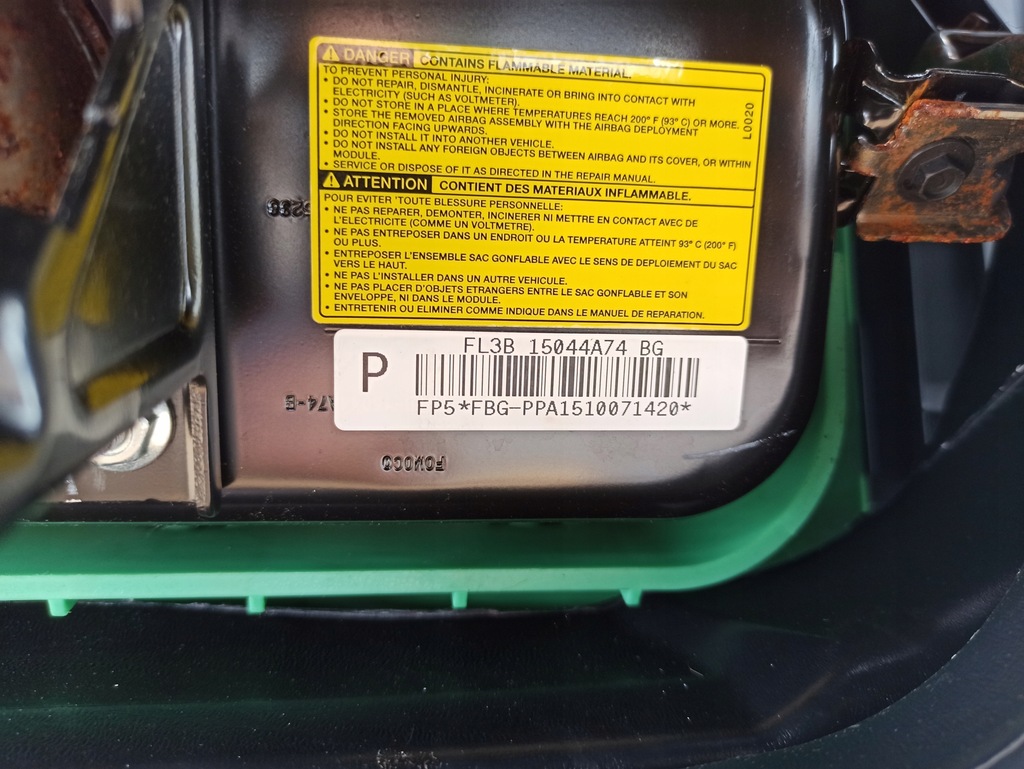 DANGER CONTAINS FLAMMABLE MATERIAL.
TO PREVENT PERSONAL INJURY:
• DO NOT REPAIR, DISMANTLE, INCINERATE OR BRING INTO CONTACT WITH
ELECTRICITY (SUCH AS VOLTMETER).
• DO NOT STORE IN A PLACE WHERE TEMPERATURES REACH 200° F (93° C) OR MORE.
• STORE THE REMOVED AIRBAG ASSEMBLY WITH THE AIRBAG DEPLOYMENT
DIRECTION FACING UPWARDS.
• DO NOT INSTALL IT INTO ANOTHER VEHICLE.
• DO NOT INSTALL ANY FOREIGN OBJECTS BETWEEN AIRBAG AND ITS COVER, OR WITHIN
MODULE.
• SERVICE OR DISPOSE OF IT AS DIRECTED IN THE REPAIR MANUAL.
L0020
ATTENTION CONTIENT DES MATERIAUX INFLAMMABLE.
POUR EVITER 'TOUTE BLESSURE PERSONNELLE:
• NE PAS REPARER, DEMONTER, INCINERER NI METTRE EN CONTACT AVEC DE
L'ELECTRICITE (COMME UN VOLTMETRE).
• NE PAS ENTREPOSER DANS UN ENDROIT OU LA TEMPERATURE ATTEINT 93° C (200° F)
OU PLUS.
• ENTREPOSER L'ENSEMBLE SAC GONFLABLE AVEC LE SENS DE DEPLOIEMENT DU SAC
VERS LE HAUT.
• NE PAS L'INSTALLER DANS UN AUTRE VEHICULE.
• NE PAS PLACER D'OBJETS ETRANGERS ENTRE LE SAC GONFLABLE ET SON
ENVELOPPE, NI DANS LE MODULE.
• ENTRETENIR OU ELIMINER COMME INDIQUE DANS LE MANUEL DE REPARATION.
FL3B 15044A74 BG
P
FP5*FBG-PPA1510071420*
A74-E
FOMOCO